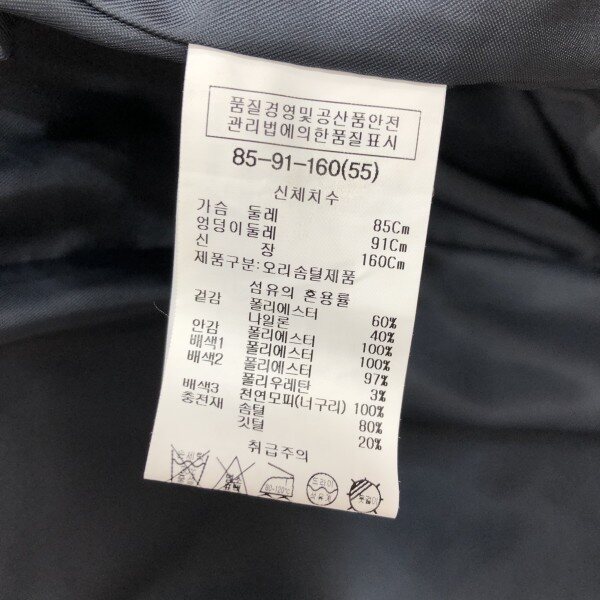 품질경영및공산품안전
관리법에의한품질표시
85-91-160(55)
신체치수
가슴 둘레 85Cm
엉덩이둘레 91Cm
신 장 160Cm
제품구분:오리솜털제품
섬유의 혼용률
겉감 폴리에스터 60%
나일론 40%
안감 폴리에스터 100%
배색1 폴리에스터 100%
배색2 폴리에스터 97%
폴리우레탄 3%
배색3 천연모피(너구리) 100%
충전재 솜털 80%
깃털 20%
취급주의
80-120℃
드라이